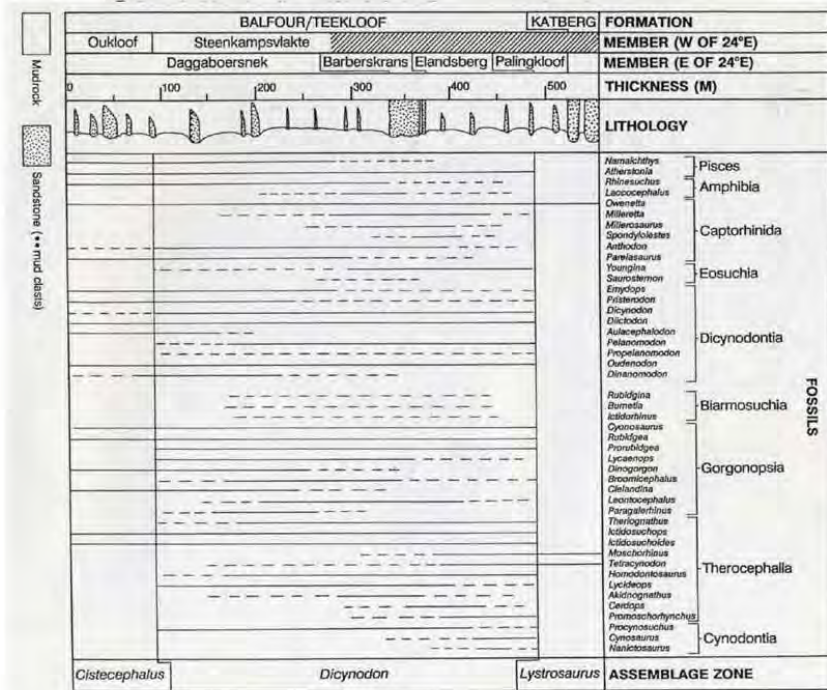 BALFOUR/TEEKLOOF KATBERG FORMATION
Oukloof Steenkampsvlakte MEMBER (W OF 24°E)
Daggaboersnek Barberskrans Elandsberg Palingkloof MEMBER (E OF 24°E)
0 100 200 300 400 500 THICKNESS (M)
LITHOLOGY
Mudrock
Sandstone (•• mud clasts)
Namaichthys
Atherstonia
Pisces
Rhinesuchus
Laccocephalus
Amphibia
Owenetta
Milleretta
Millerosaurus
Spondylolestes
Anthodon
Pareiasaurus
Captorhinida
Youngina
Saurosternon
Eosuchia
Emydops
Pristerodon
Dicynodon
Diictodon
Aulacephalodon
Pelanomodon
Propelanomodon
Oudenodon
Dinanomodon
Dicynodontia
Rubidgina
Burnetia
Ictidorhinus
Biarmosuchia
Cyonosaurus
Rubidgea
Prorubidgea
Lycaenops
Dinogorgon
Broomicephalus
Clelandina
Leontocephalus
Paragalerhinus
Gorgonopsia
Theriognathus
Ictidosuchops
Ictidosuchoides
Moschorhinus
Tetracynodon
Homodontosaurus
Lycideops
Akidnognathus
Cerdops
Promoschorhynchus
Therocephalia
Procynosuchus
Cynosaurus
Nanictosaurus
Cynodontia
FOSSILS
Cistecephalus Dicynodon Lystrosaurus ASSEMBLAGE ZONE